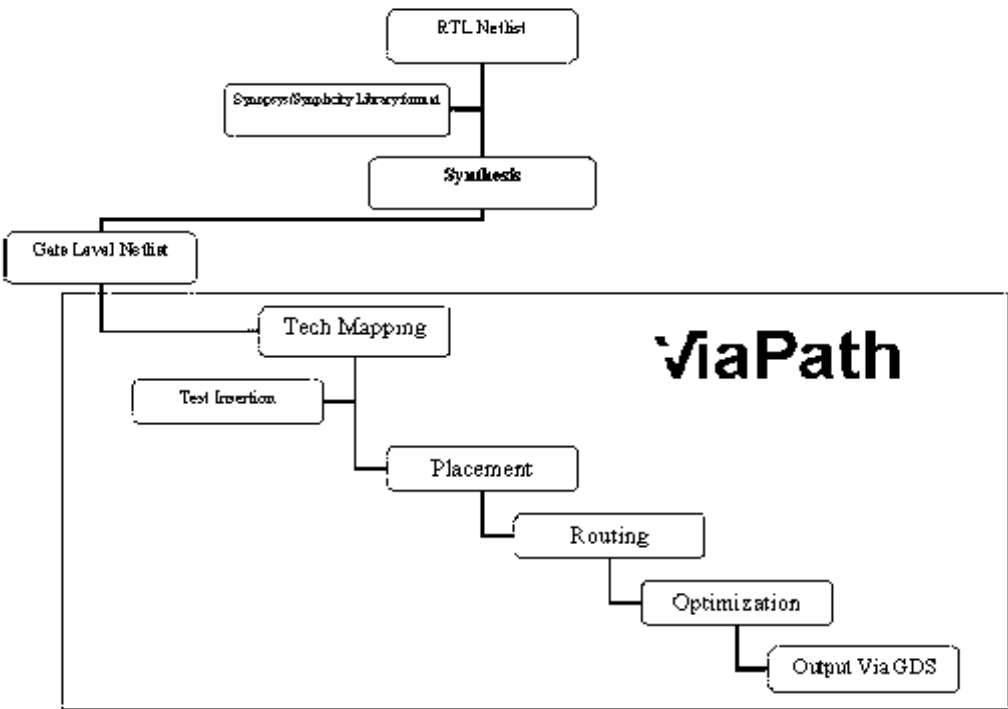 RTL Netlist
Synopsys/Synplicity Library format
Synthesis
Gate Level Netlist
Tech Mapping
ViaPath
Test Insertion
Placement
Routing
Optimization
Output Via GDS